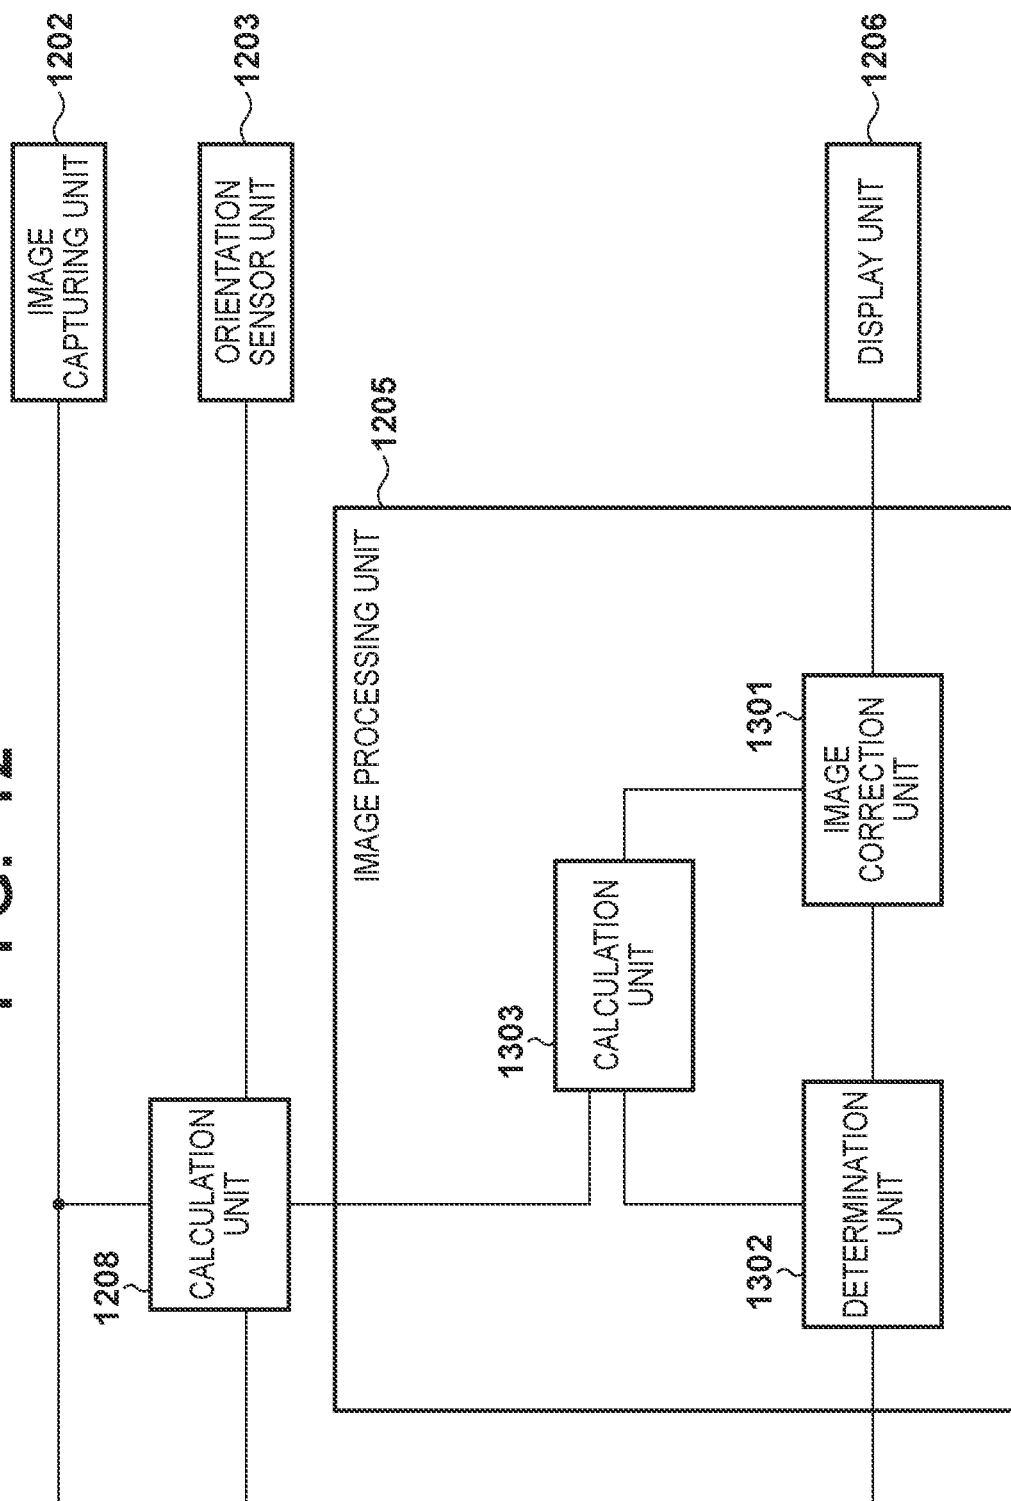 1202
IMAGE
CAPTURING UNIT
1203
ORIENTATION
SENSOR UNIT
1206
DISPLAY UNIT
1205
IMAGE PROCESSING UNIT
1301
IMAGE
CORRECTION
UNIT
1303
CALCULATION
UNIT
1208
CALCULATION
UNIT
1302
DETERMINATION
UNIT